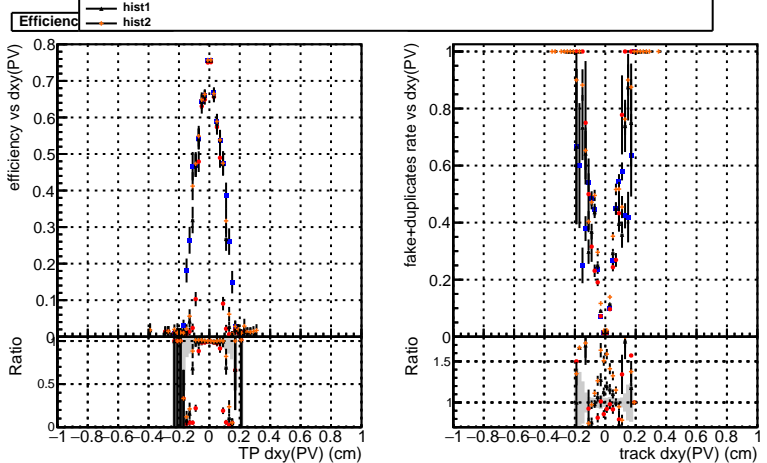 hist1
Efficienc
hist2
efficiency vs dxy(PV)
0.8
0.7
0.6
0.5
0.4
0.3
0.2
0.1
0
Ratio
1
0.5
0
−1 −0.8 −0.6 −0.4 −0.2 0 0.2 0.4 0.6 0.8 1
TP dxy(PV) (cm)
fake+duplicates rate vs dxy(PV)
1
0.8
0.6
0.4
0.2
0
Ratio
1.5
1
−1 −0.8 −0.6 −0.4 −0.2 0 0.2 0.4 0.6 0.8 1
track dxy(PV) (cm)